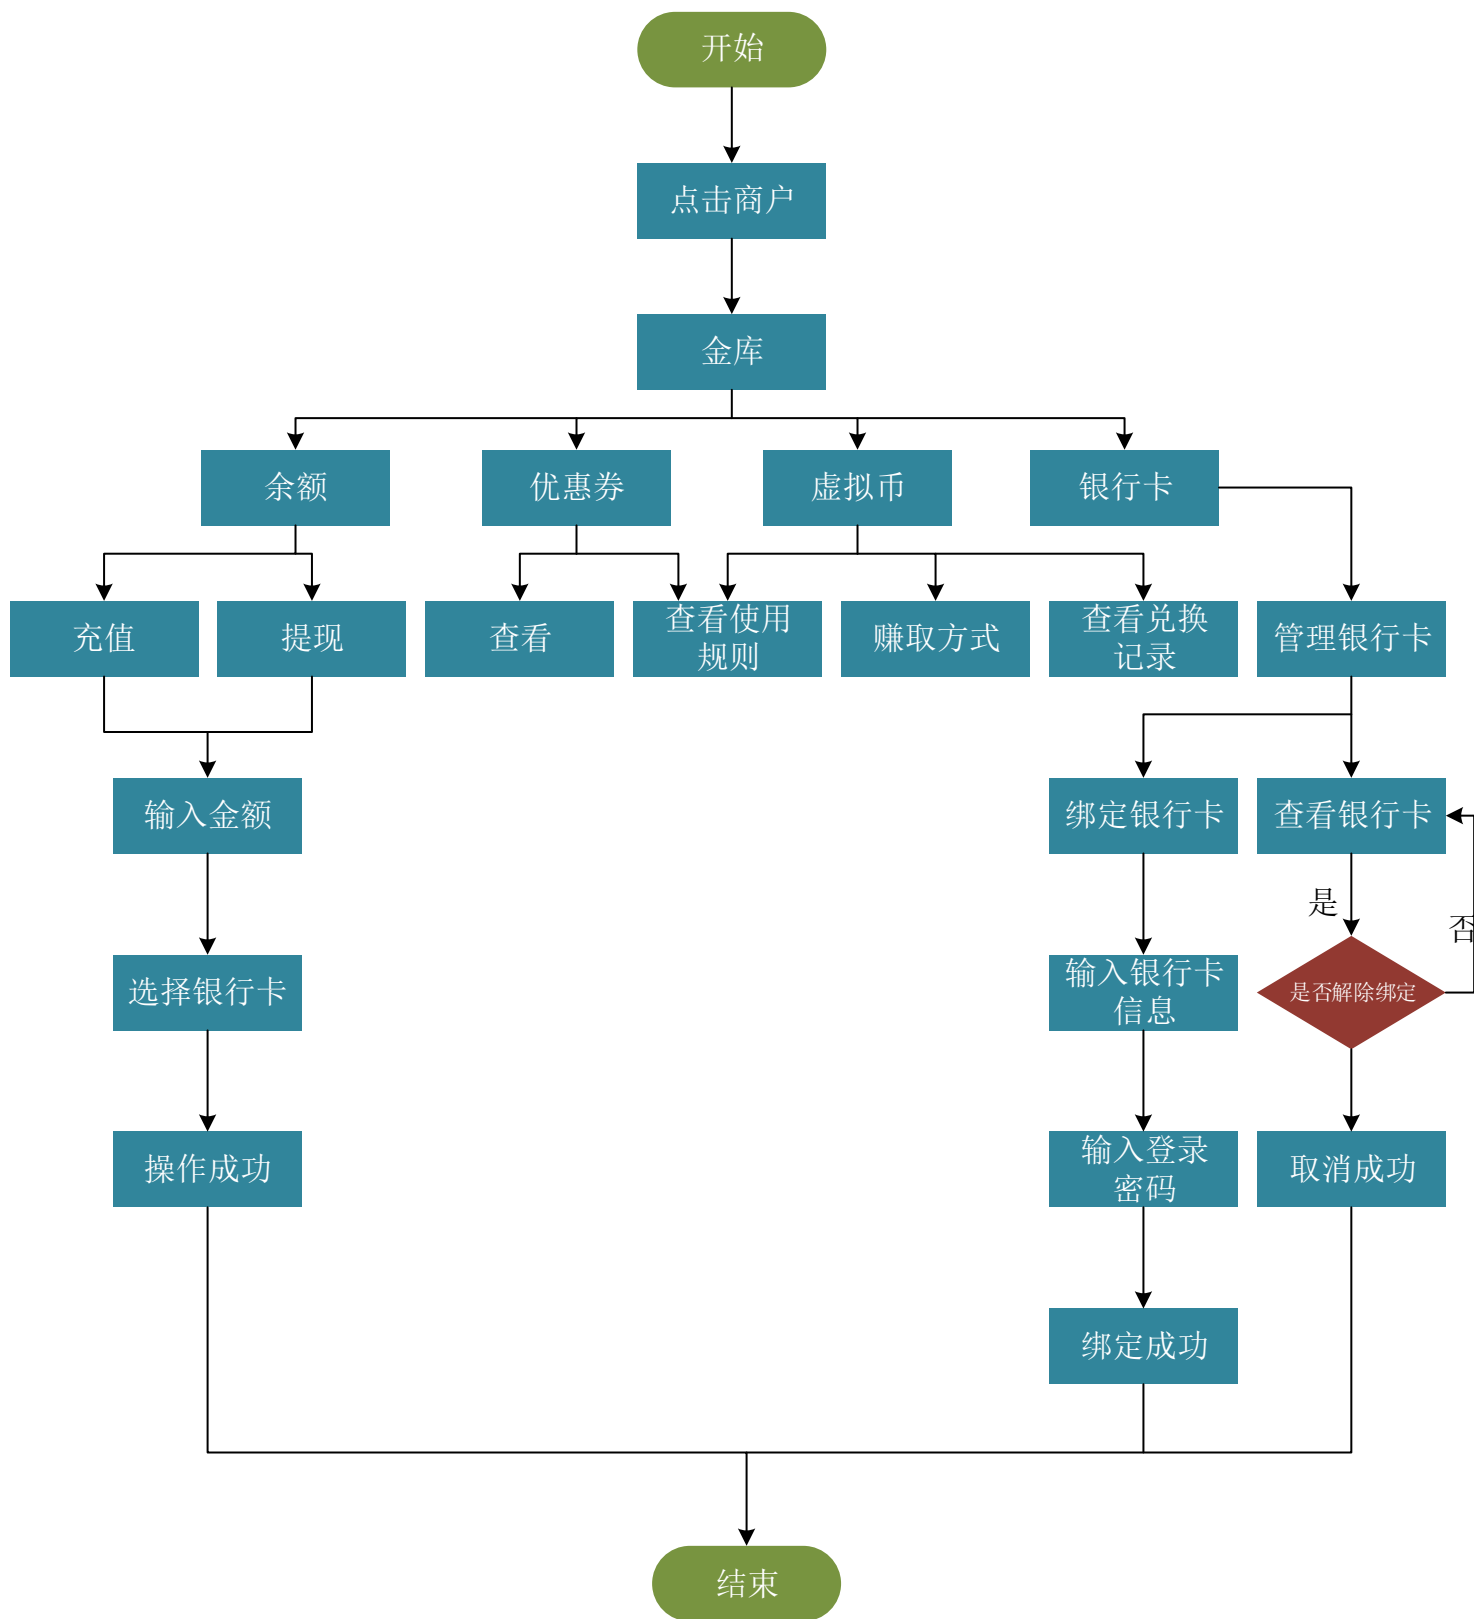 开始
点击商户
金库
余额
优惠券
虚拟币
银行卡
充值
提现
查看
查看使用
规则
赚取方式
查看兑换
记录
管理银行卡
输入金额
绑定银行卡
查看银行卡
是
否
选择银行卡
输入银行卡
信息
是否解除绑定
操作成功
输入登录
密码
取消成功
绑定成功
结束